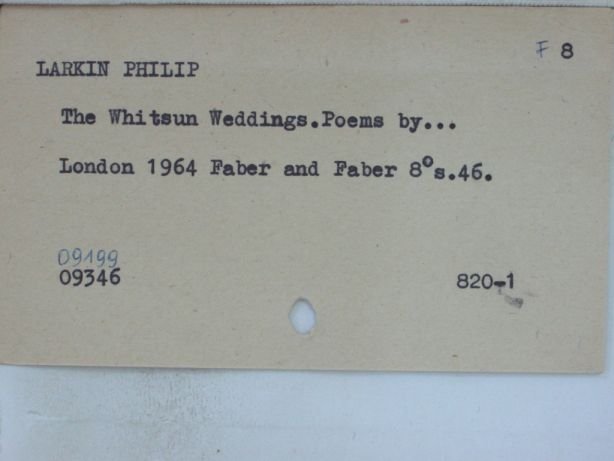 F 8
LARKIN PHILIP
The Whitsun Weddings.Poems by...
London 1964 Faber and Faber 8° s.46.
09199
09346
820-1